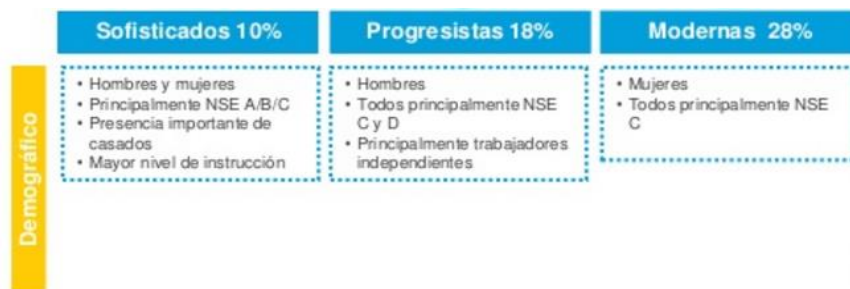 Sofisticados 10%
Progresistas 18%
Modernas 28%
Demográfico
• Hombres y mujeres
• Principalmente NSE A/B/C
• Presencia importante de
casados
• Mayor nivel de instrucción
• Hombres
• Todos principalmente NSE
C y D
• Principalmente trabajadores
independientes
• Mujeres
• Todos principalmente NSE
C